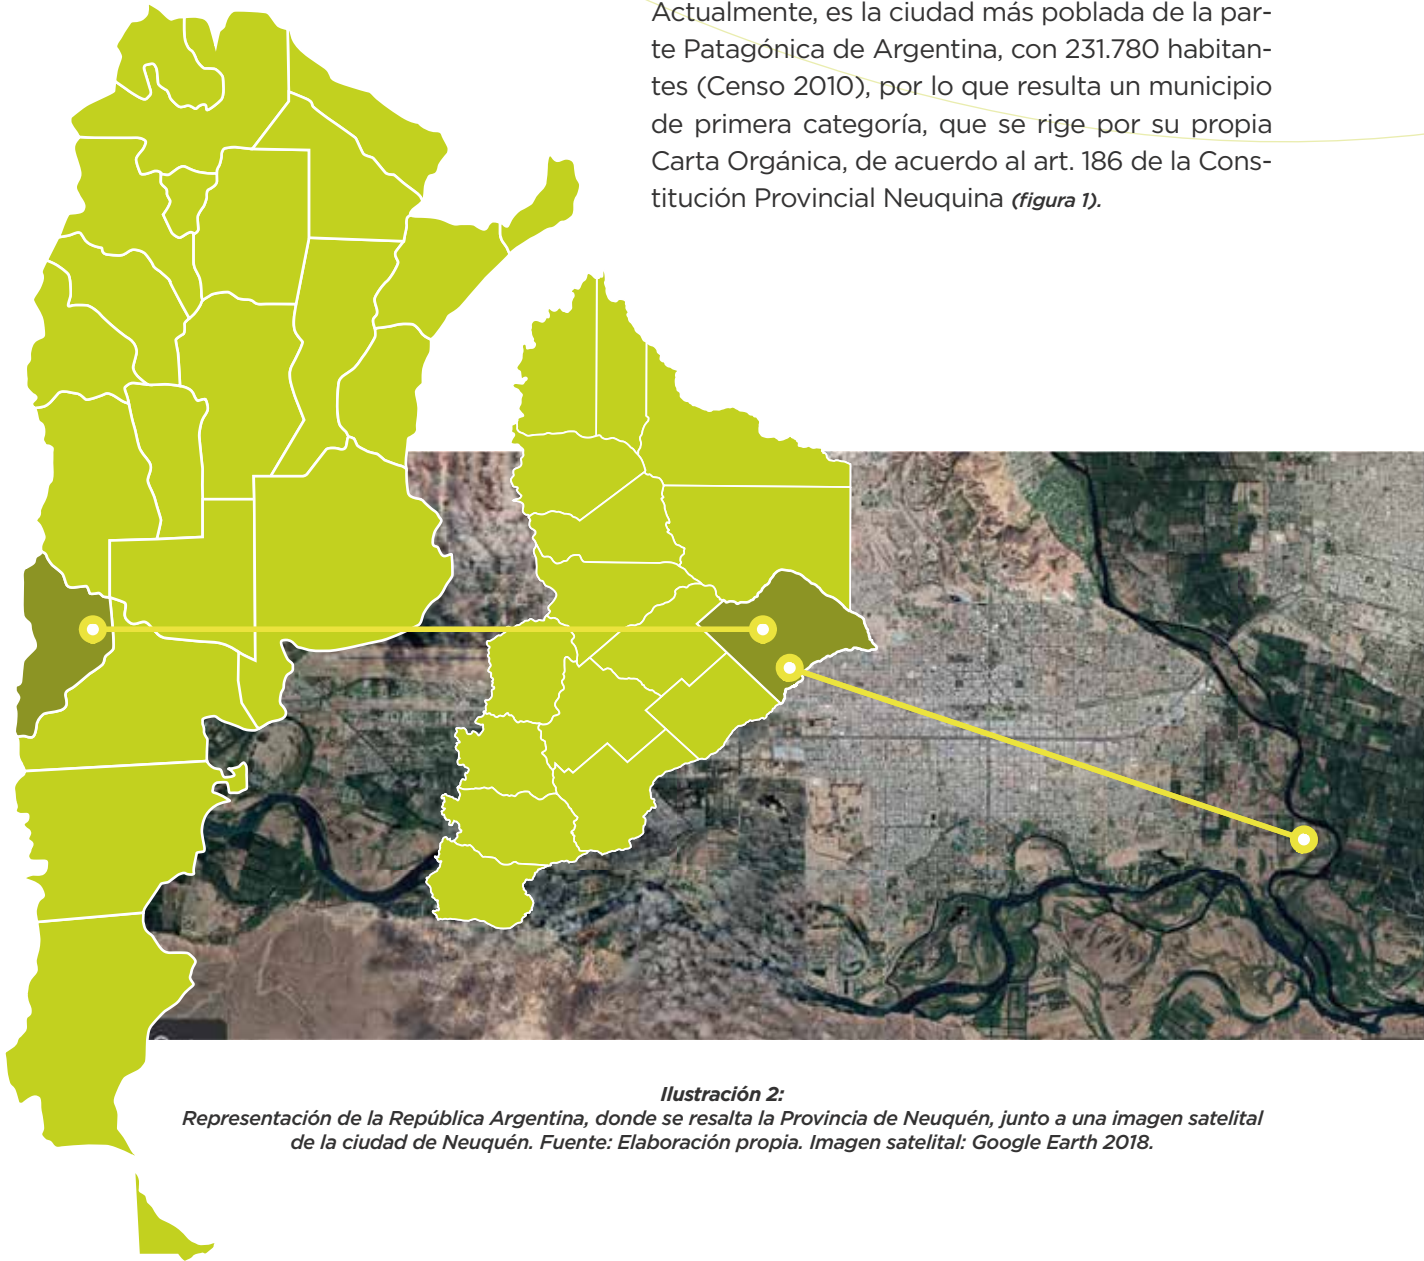 Actualmente, es la ciudad más poblada de la par-
te Patagónica de Argentina, con 231.780 habitan-
tes (Censo 2010), por lo que resulta un municipio
de primera categoría, que se rige por su propia
Carta Orgánica, de acuerdo al art. 186 de la Cons-
titución Provincial Neuquina (figura 1).
Ilustración 2:
Representación de la República Argentina, donde se resalta la Provincia de Neuquén, junto a una imagen satelital
de la ciudad de Neuquén. Fuente: Elaboración propia. Imagen satelital: Google Earth 2018.